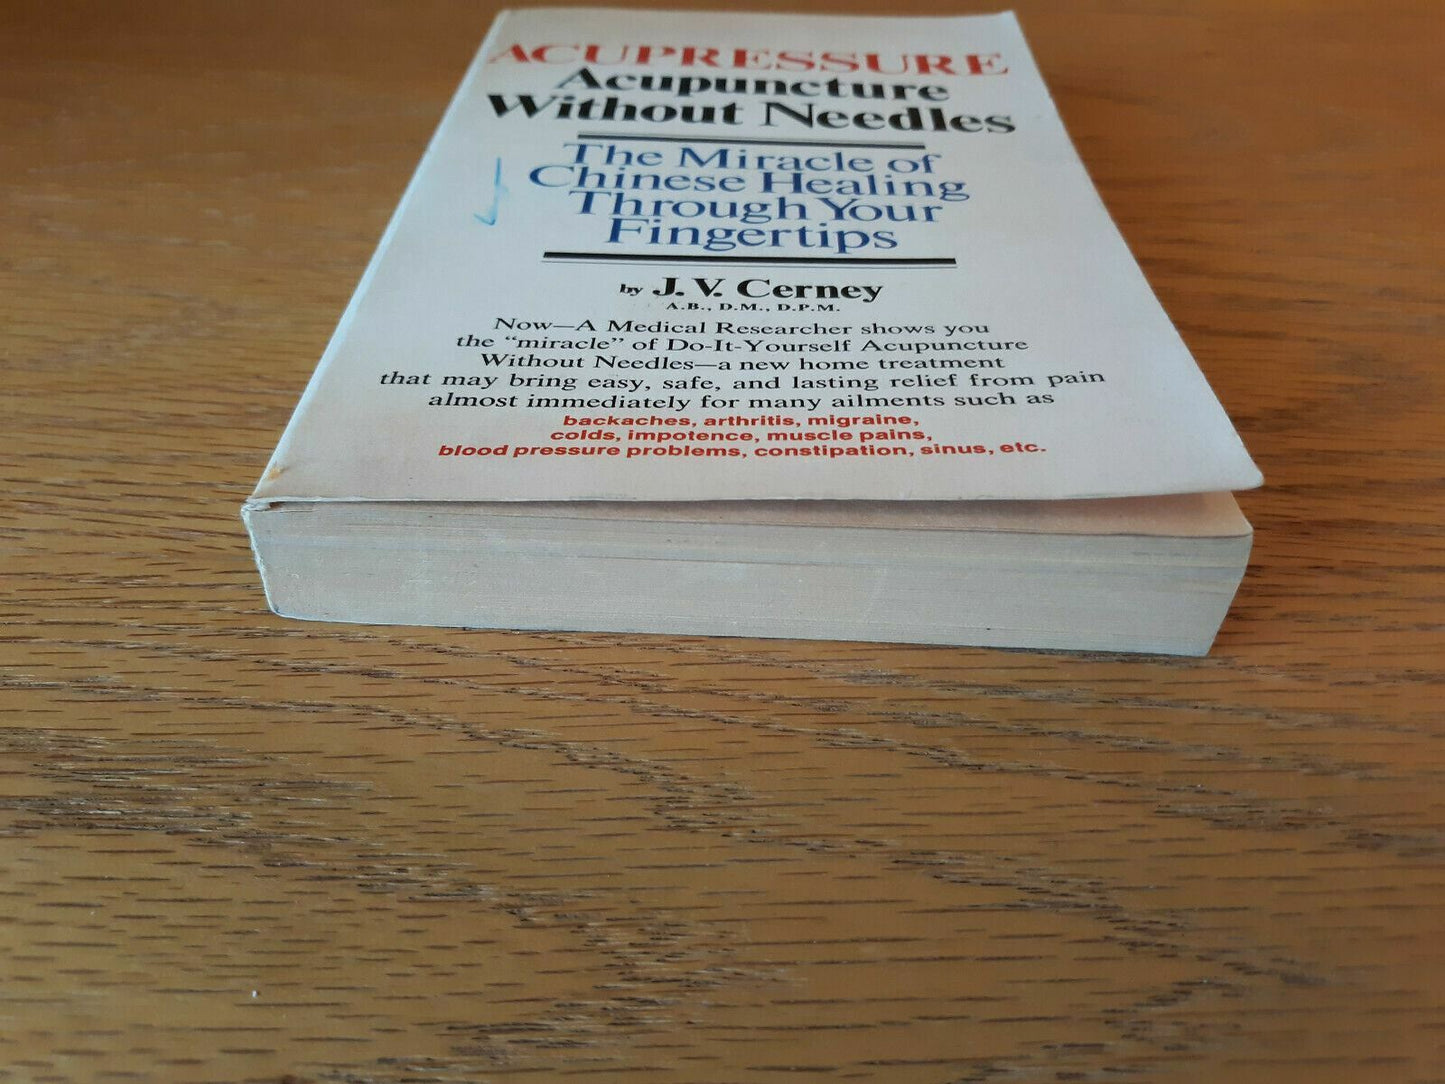 ACUPRESSURE
Acupuncture
Without Needles
The Miracle of
Chinese Healing
Through Your
Fingertips
by J. V. Cerney
A.B., D.M., D.P.M.
Now—A Medical Researcher shows you
the "miracle" of Do-It-Yourself Acupuncture
Without Needles—a new home treatment
that may bring easy, safe, and lasting relief from pain
almost immediately for many ailments such as
backaches, arthritis, migraine,
colds, impotence, muscle pains,
blood pressure problems, constipation, sinus, etc.